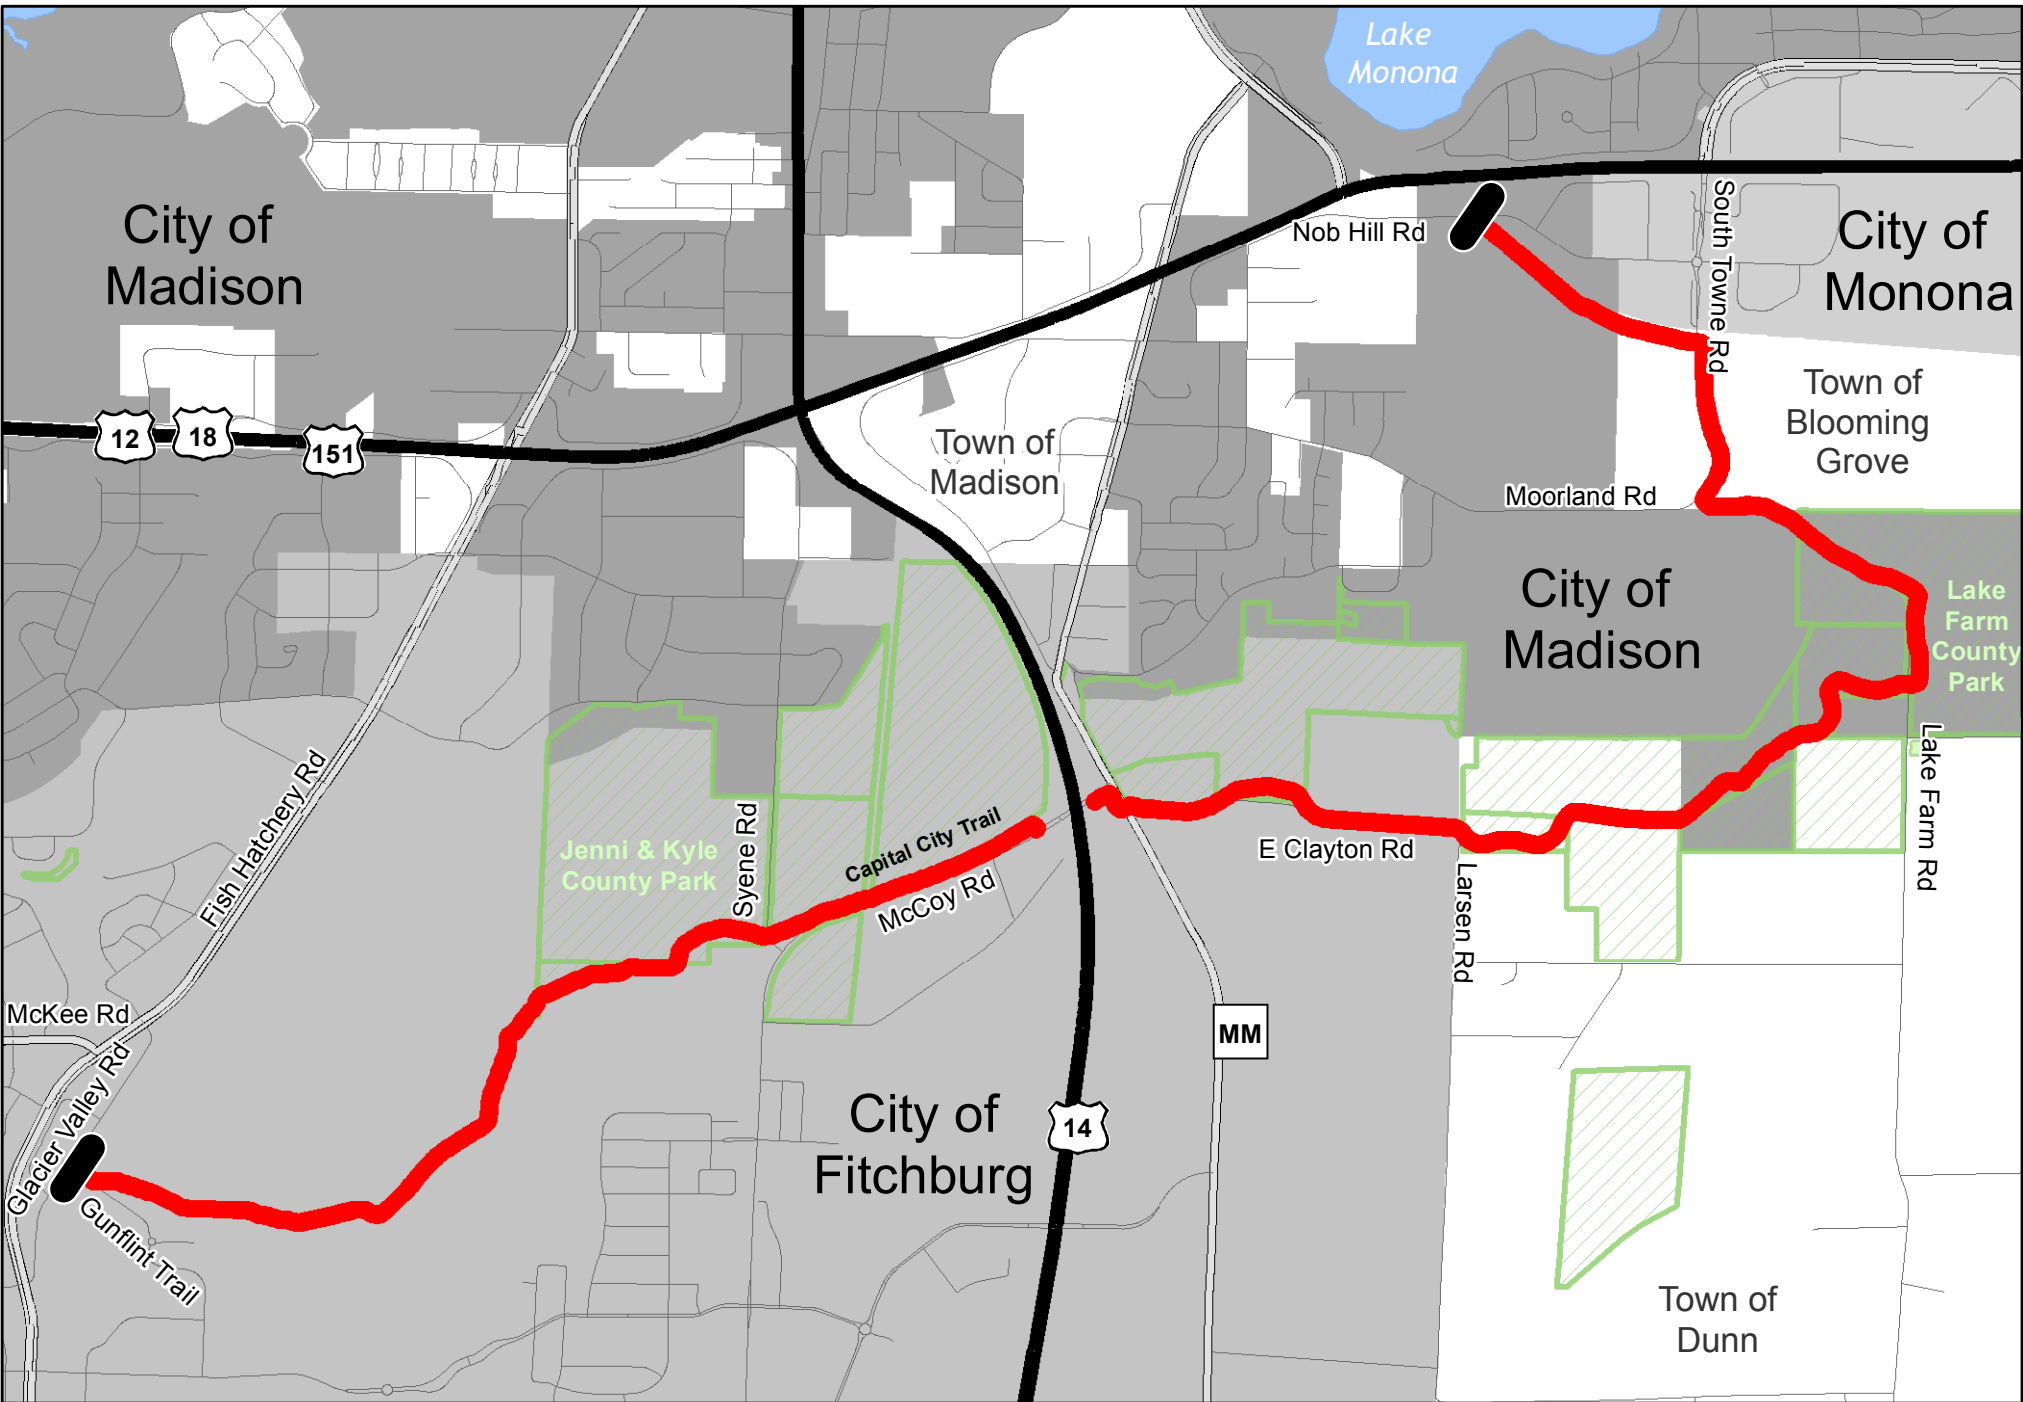 Lake
Monona
City of
Madison
Nob Hill Rd
South Towne Rd
City of
Monona
Town of
Blooming
Grove
12
18
151
Town of
Madison
Moorland Rd
City of
Madison
Lake
Farm
County
Park
Fish Hatchery Rd
Syene Rd
Capital City Trail
McCoy Rd
Jenni & Kyle
County Park
E Clayton Rd
Larsen Rd
Lake Farm Rd
McKee Rd
Glacier Valley Rd
Gunflint Trail
MM
City of
Fitchburg
14
Town of
Dunn